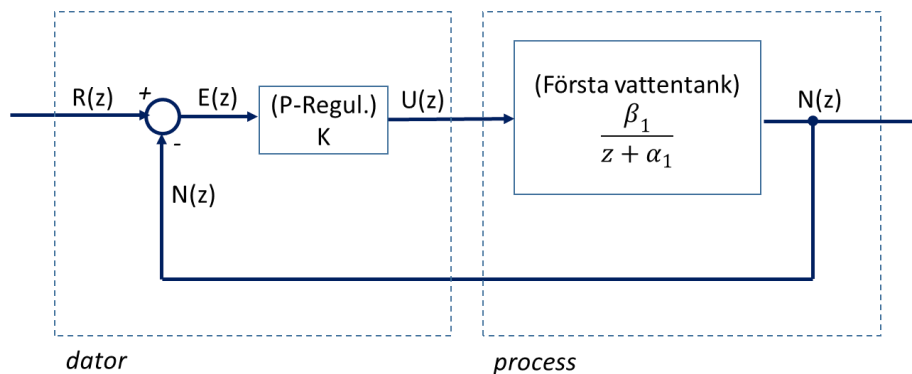 R(z)
+
E(z)
(P-Regul.)
K
U(z)
(Första vattentank)
β₁
z + α₁
N(z)
-
N(z)
dator
process